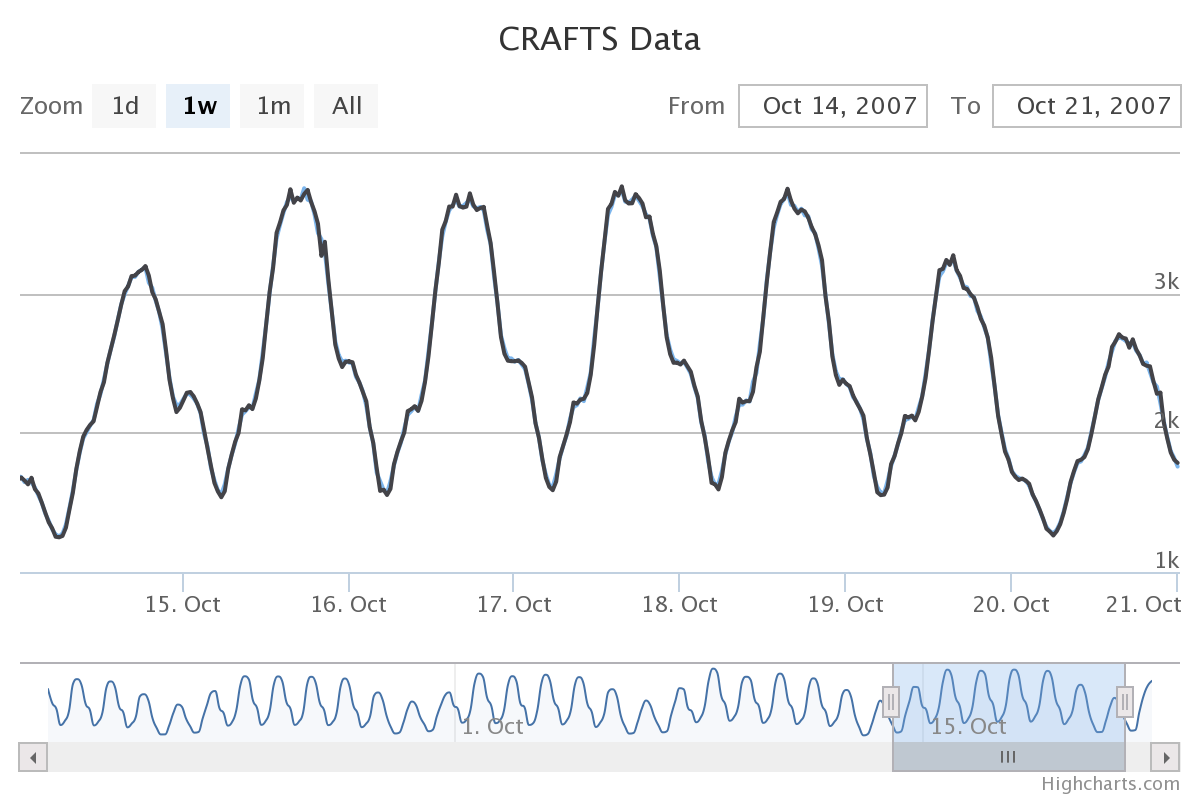 CRAFTS Data
Zoom 1d 1w 1m All From Oct 14, 2007 To Oct 21, 2007
3k
2k
1k
15. Oct 16. Oct 17. Oct 18. Oct 19. Oct 20. Oct 21. Oct
1. Oct 15. Oct
Highcharts.com